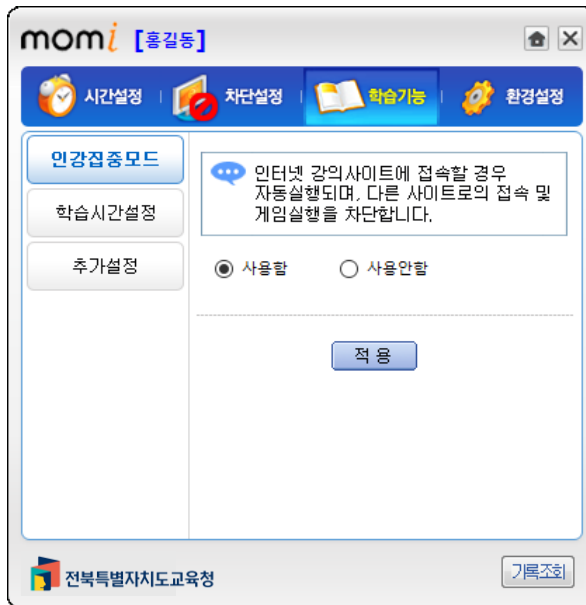 momi [홍길동]
시간설정 차단설정 학습기능 환경설정
인강집중모드
학습시간설정
추가설정
인터넷 강의사이트에 접속할 경우
자동실행되며, 다른 사이트로의 접속 및
게임실행을 차단합니다.
사용함 사용안함
적 용
전북특별자치도교육청
기록조회